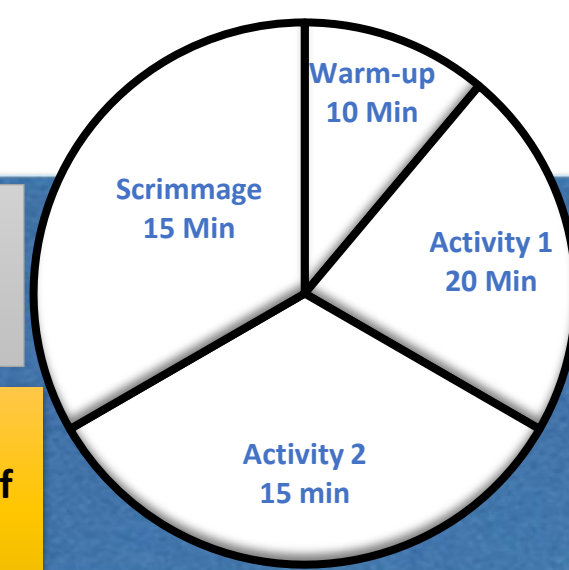 Warm-up
10 Min
Scrimmage
15 Min
Activity 1
20 Min
Activity 2
15 min
f